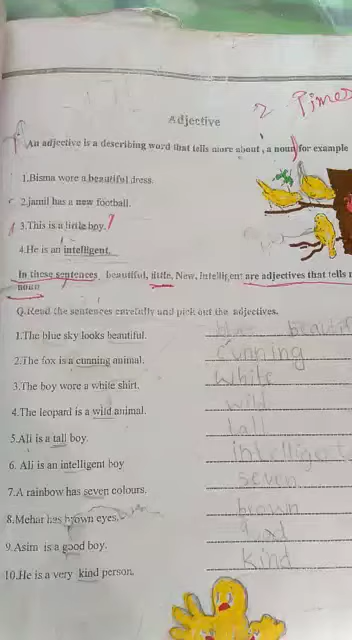 2 Times
Adjective
An adjective is a describing word that tells more about, a noun for example
1.Bisma wore a beautiful dress.
2.jamil has a new football.
3.This is a little boy.
4.He is an intelligent.
In these sentences, beautiful, little, New, Intelligent are adjectives that tells
noun
Q.Read the sentences carefully and pick out the adjectives.
1.The blue sky looks beautiful. blue
2.The fox is a cunning animal. Cunning
3.The boy wore a white shirt. White
4.The leopard is a wild animal. wild
5.Ali is a tall boy. tall
6. Ali is an intelligent boy intelligent
7.A rainbow has seven colours. seven
8.Mehar has brown eyes. brown
9.Asim is a good boy.
10.He is a very kind person. Kind